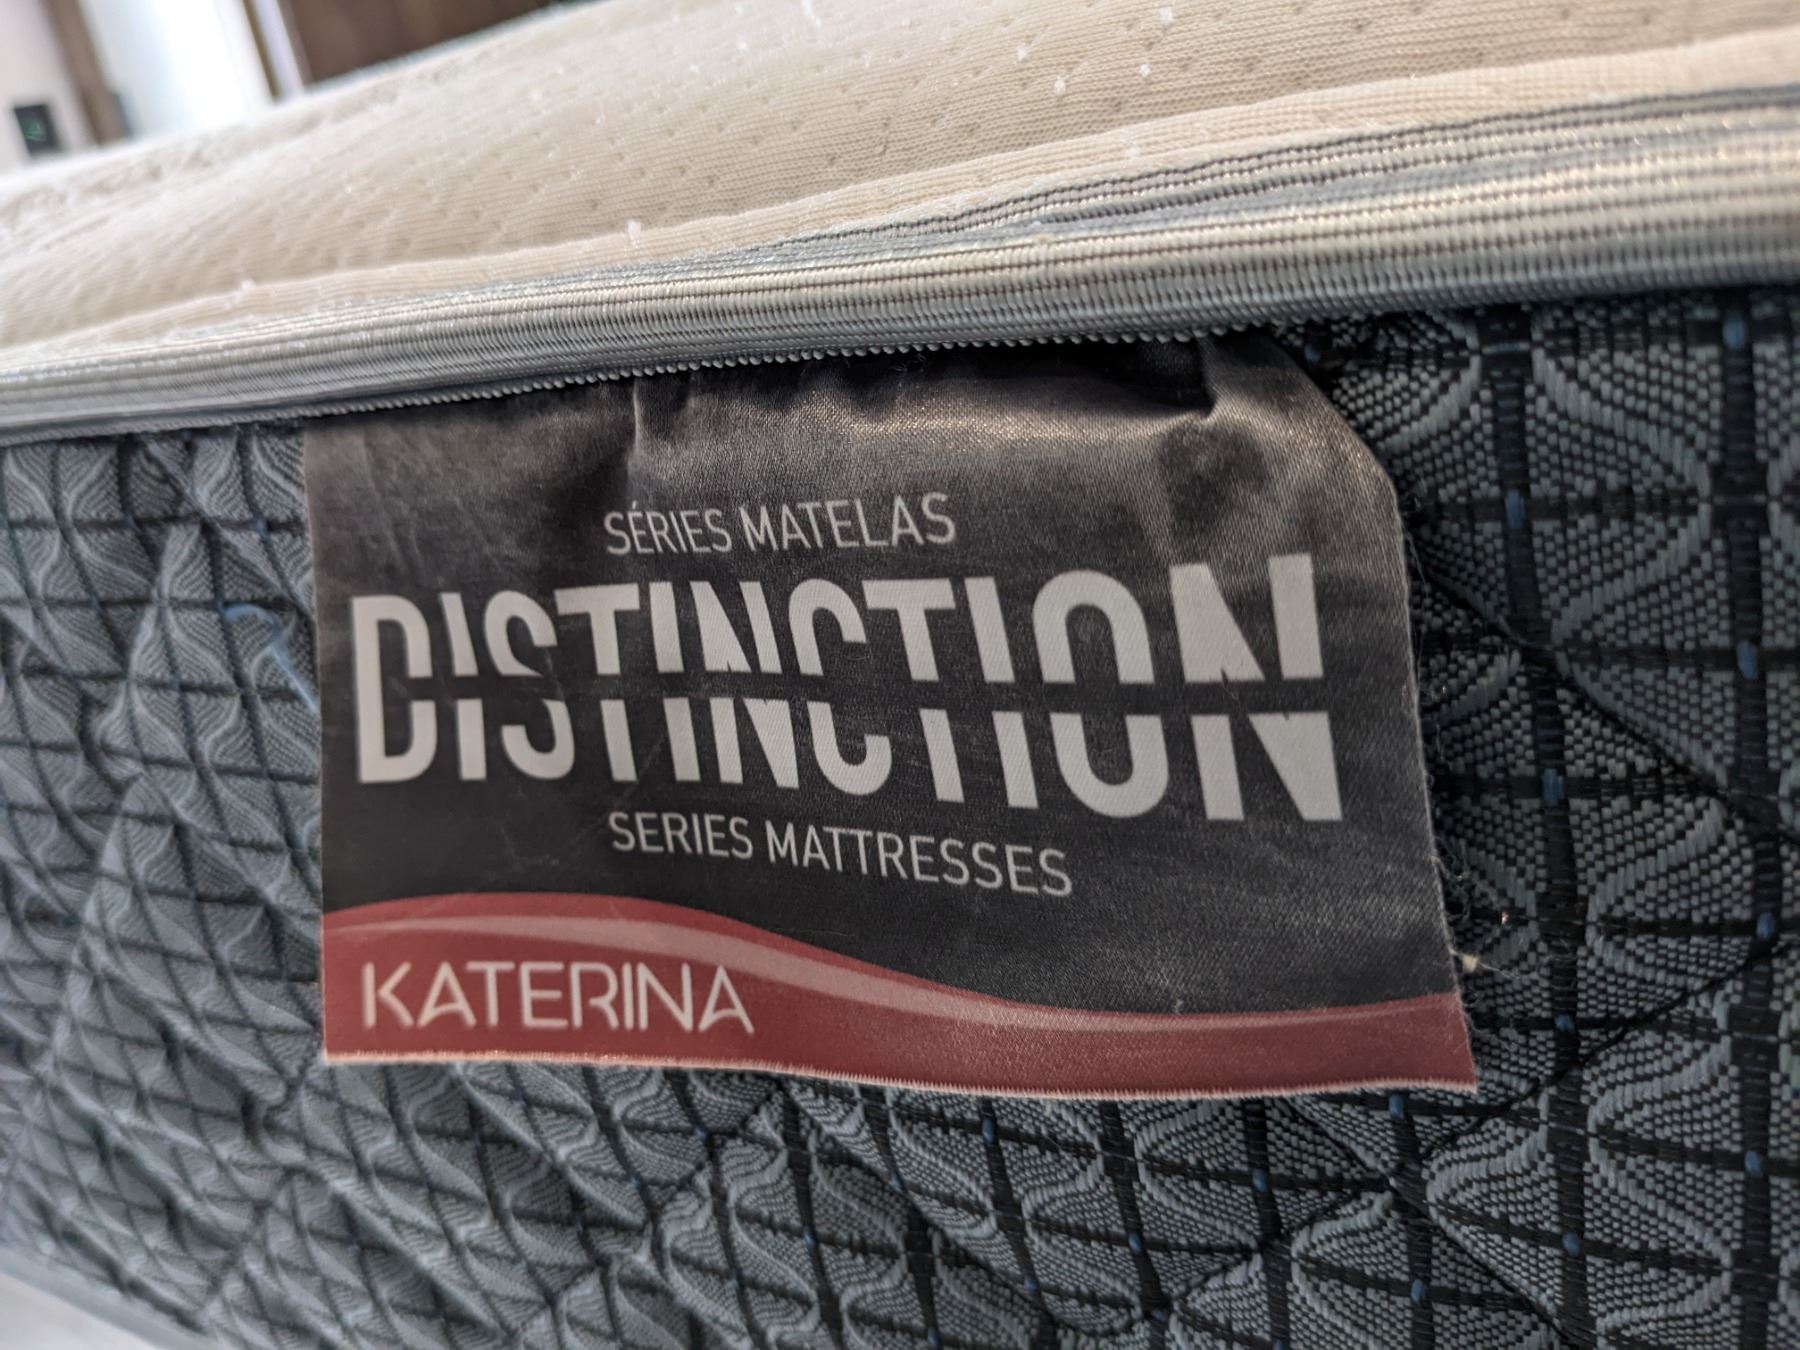 SÉRIES MATELAS
DISTINCTION
SERIES MATTRESSES
KATERINA